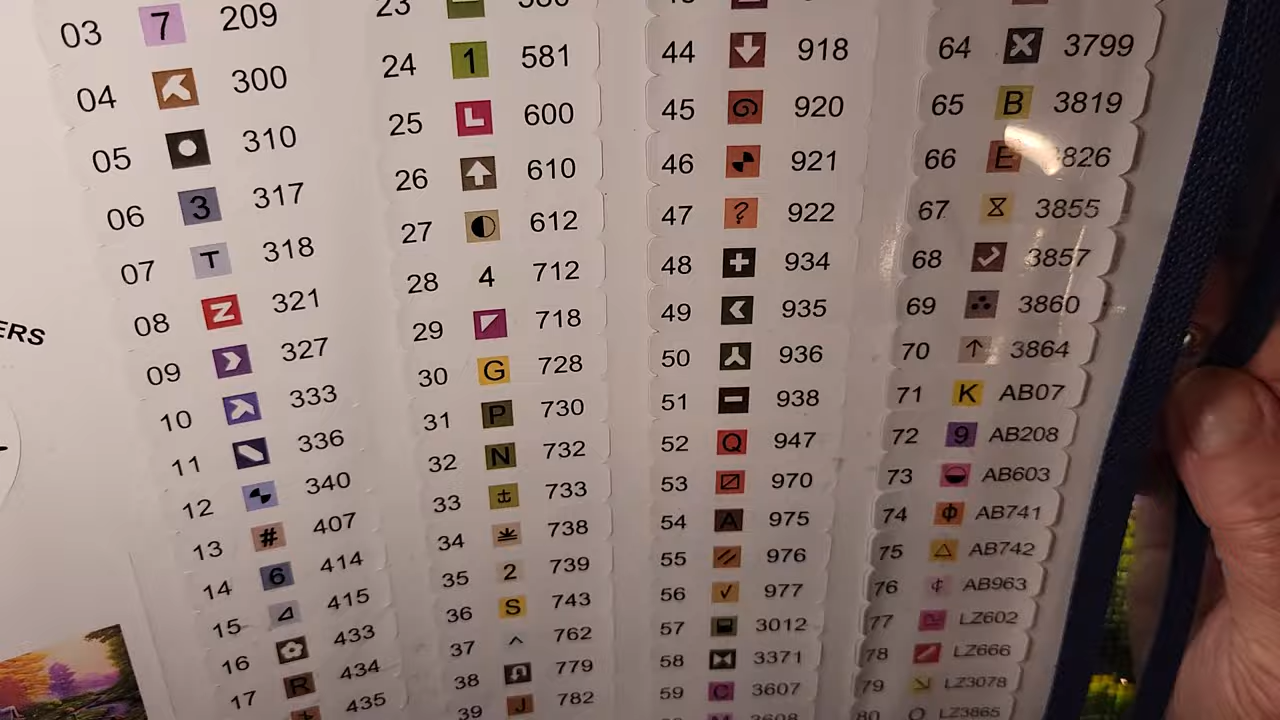 03 7 209
04 300
05 310
06 3 317
07 T 318
08 Z 321
09 327
10 333
11 336
12 340
13 # 407
14 6 414
15 415
16 433
17 R 434
435
ERS
23
24 1 581
25 L 600
26 610
27 612
28 4 712
29 718
30 G 728
31 P 730
32 N 732
33 733
34 738
35 2 739
36 S 743
37 ^ 762
38 779
39 J 782
44 918
45 920
46 921
47 ? 922
48 934
49 935
50 936
51 938
52 Q 947
53 970
54 A 975
55 976
56 ✓ 977
57 3012
58 3371
59 C 3607
64 3799
65 B 3819
66 E 3826
67 3855
68 3857
69 3860
70 ↑ 3864
71 K AB07
72 9 AB208
73 AB603
74 Φ AB741
75 △ AB742
76 ¢ AB963
77 LZ602
78 LZ666
79 LZ3078
80 LZ3865